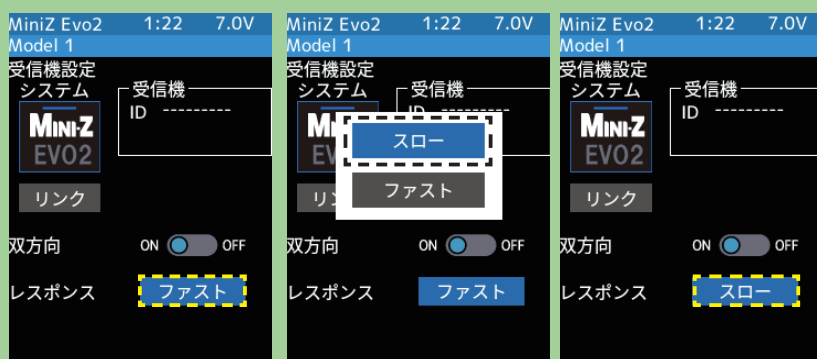 MiniZ Evo2 1:22 7.0V
Model 1
受信機設定
システム
受信機
ID ---------
MINI-Z
EVO2
リンク
双方向 ON OFF
レスポンス ファスト
MiniZ Evo2 1:22 7.0V
Model 1
受信機設定
システム
受信機
ID
スロー
ファスト
双方向 ON OFF
レスポンス ファスト
MiniZ Evo2 1:22 7.0V
Model 1
受信機設定
システム
受信機
ID ---------
MINI-Z
EVO2
リンク
双方向 ON OFF
レスポンス スロー